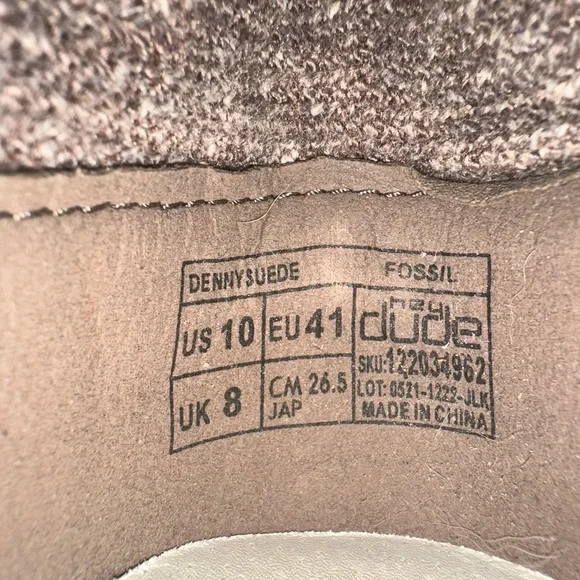 DENNYSUEDE FOSSIL
US 10 EU 41 hey dude
UK 8 CM 26.5 JAP
SKU:122034962
LOT: 0521-1222-JLK
MADE IN CHINA